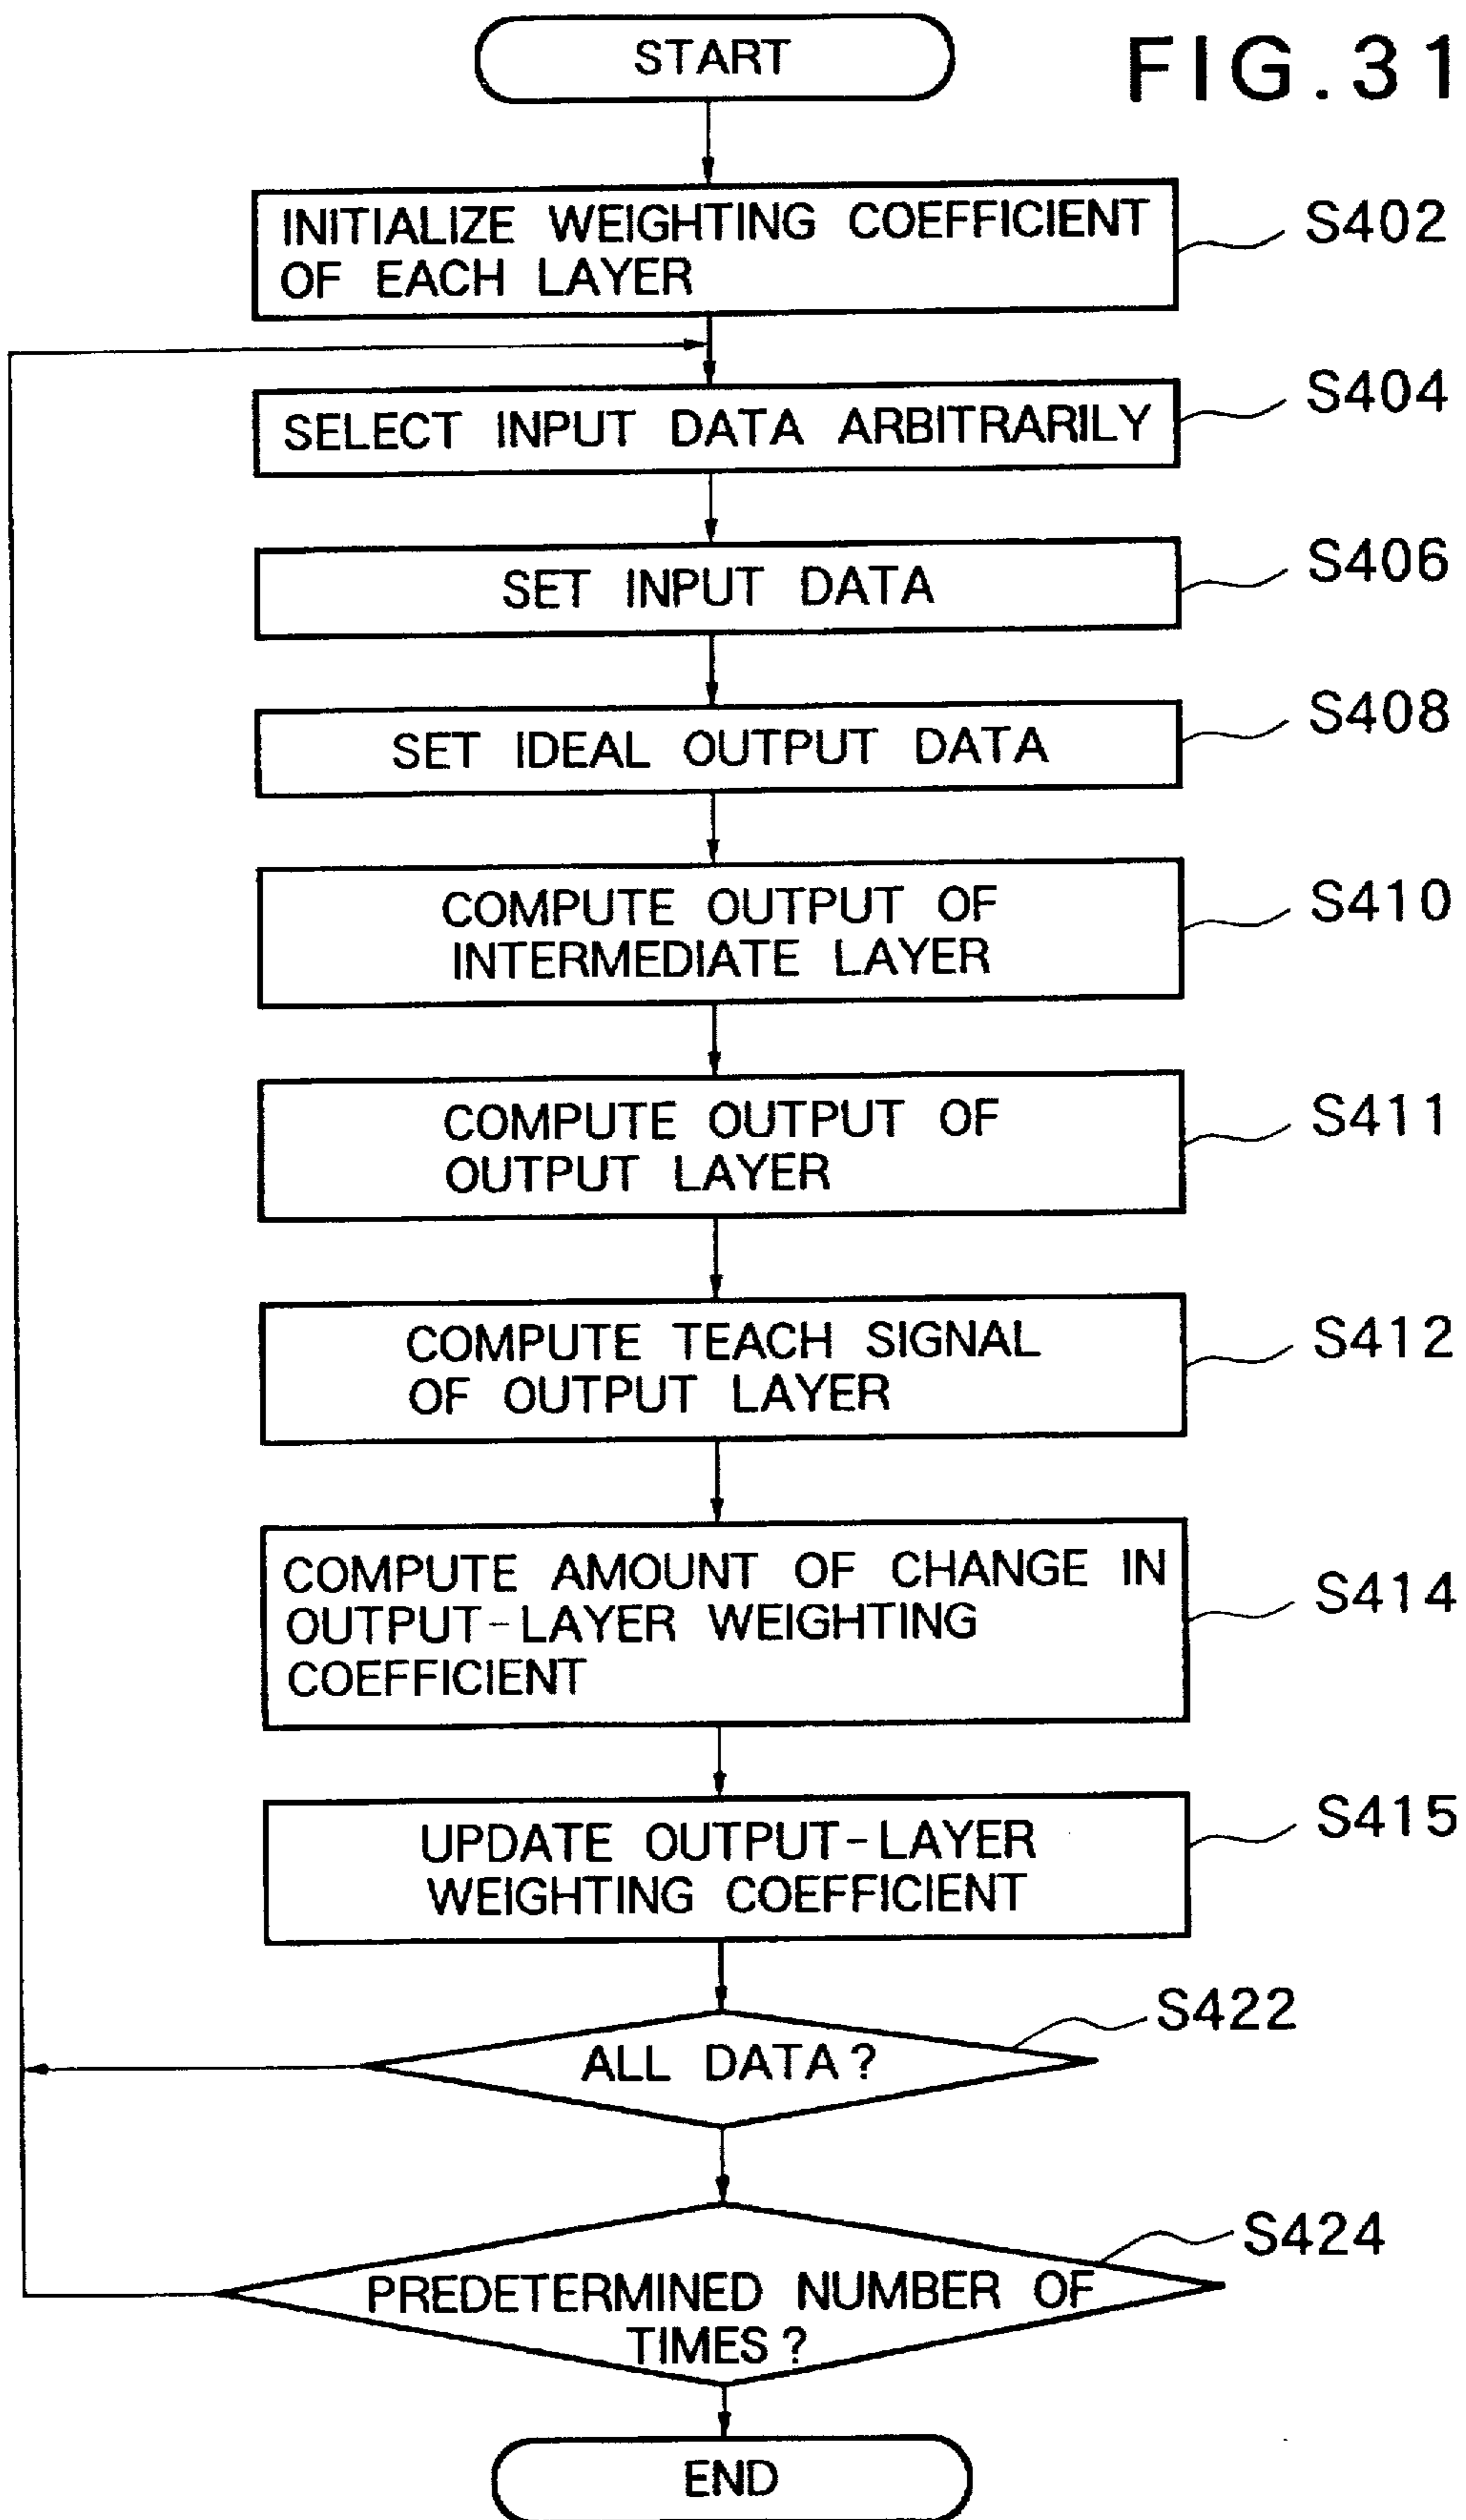 START
FIG.31
INITIALIZE WEIGHTING COEFFICIENT
OF EACH LAYER
S402
SELECT INPUT DATA ARBITRARILY
S404
SET INPUT DATA
S406
SET IDEAL OUTPUT DATA
S408
COMPUTE OUTPUT OF
INTERMEDIATE LAYER
S410
COMPUTE OUTPUT OF
OUTPUT LAYER
S411
COMPUTE TEACH SIGNAL
OF OUTPUT LAYER
S412
COMPUTE AMOUNT OF CHANGE IN
OUTPUT-LAYER WEIGHTING
COEFFICIENT
S414
UPDATE OUTPUT-LAYER
WEIGHTING COEFFICIENT
S415
ALL DATA?
S422
PREDETERMINED NUMBER OF
TIMES?
S424
END